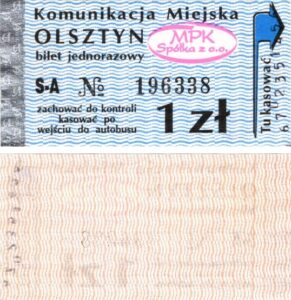 Komunikacja Miejska
OLSZTYN
bilet jednorazowy
MPK
Spółka z o.o.
S-A № 196338
zachować do kontroli
kasować po
wejściu do autobusu
1 zł
Tu kasować!